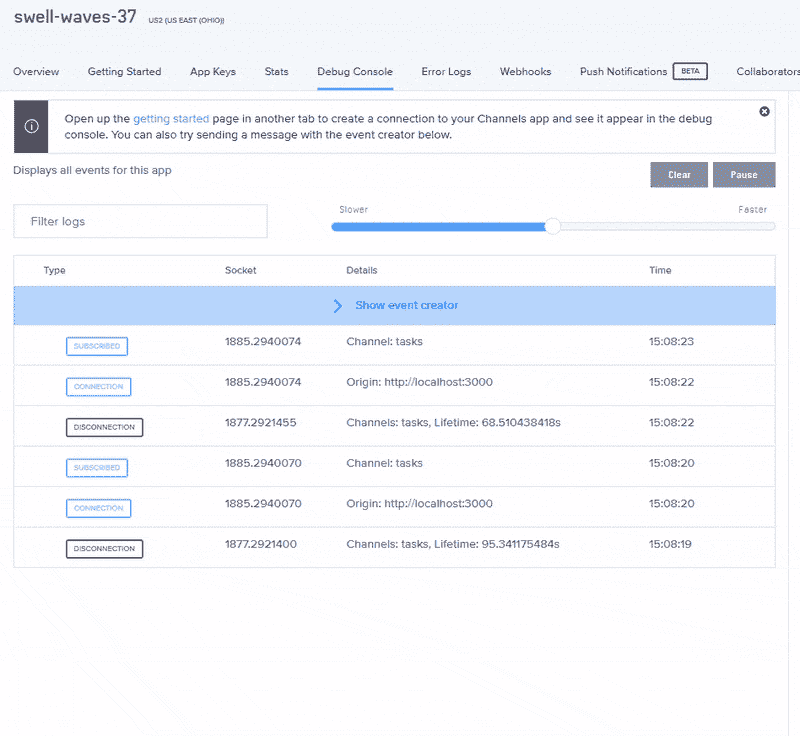 swell-waves-37 US2 (US EAST (OHIO))
Overview Getting Started App Keys Stats Debug Console Error Logs Webhooks Push Notifications BETA Collaborators
Open up the getting started page in another tab to create a connection to your Channels app and see it appear in the debug
console. You can also try sending a message with the event creator below.
Displays all events for this app
Clear Pause
Slower Faster
Filter logs
Type Socket Details Time
Show event creator
SUBSCRIBED 1885.2940074 Channel: tasks 15:08:23
CONNECTION 1885.2940074 Origin: http://localhost:3000 15:08:22
DISCONNECTION 1877.2921455 Channels: tasks, Lifetime: 68.510438418s 15:08:22
SUBSCRIBED 1885.2940070 Channel: tasks 15:08:20
CONNECTION 1885.2940070 Origin: http://localhost:3000 15:08:20
DISCONNECTION 1877.2921400 Channels: tasks, Lifetime: 95.341175484s 15:08:19